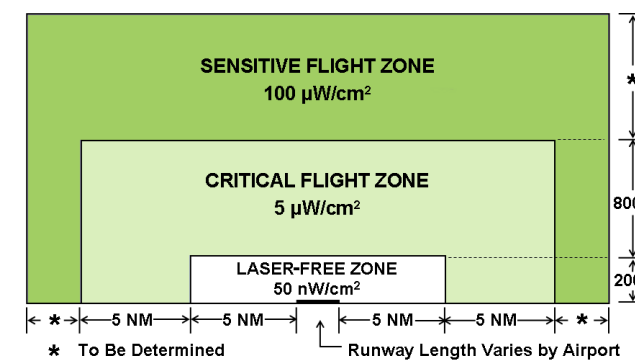 SENSITIVE FLIGHT ZONE
100 µW/cm²
*
CRITICAL FLIGHT ZONE
5 µW/cm²
800
LASER-FREE ZONE
50 nW/cm²
200
* 5 NM 5 NM 5 NM 5 NM *
* To Be Determined Runway Length Varies by Airport